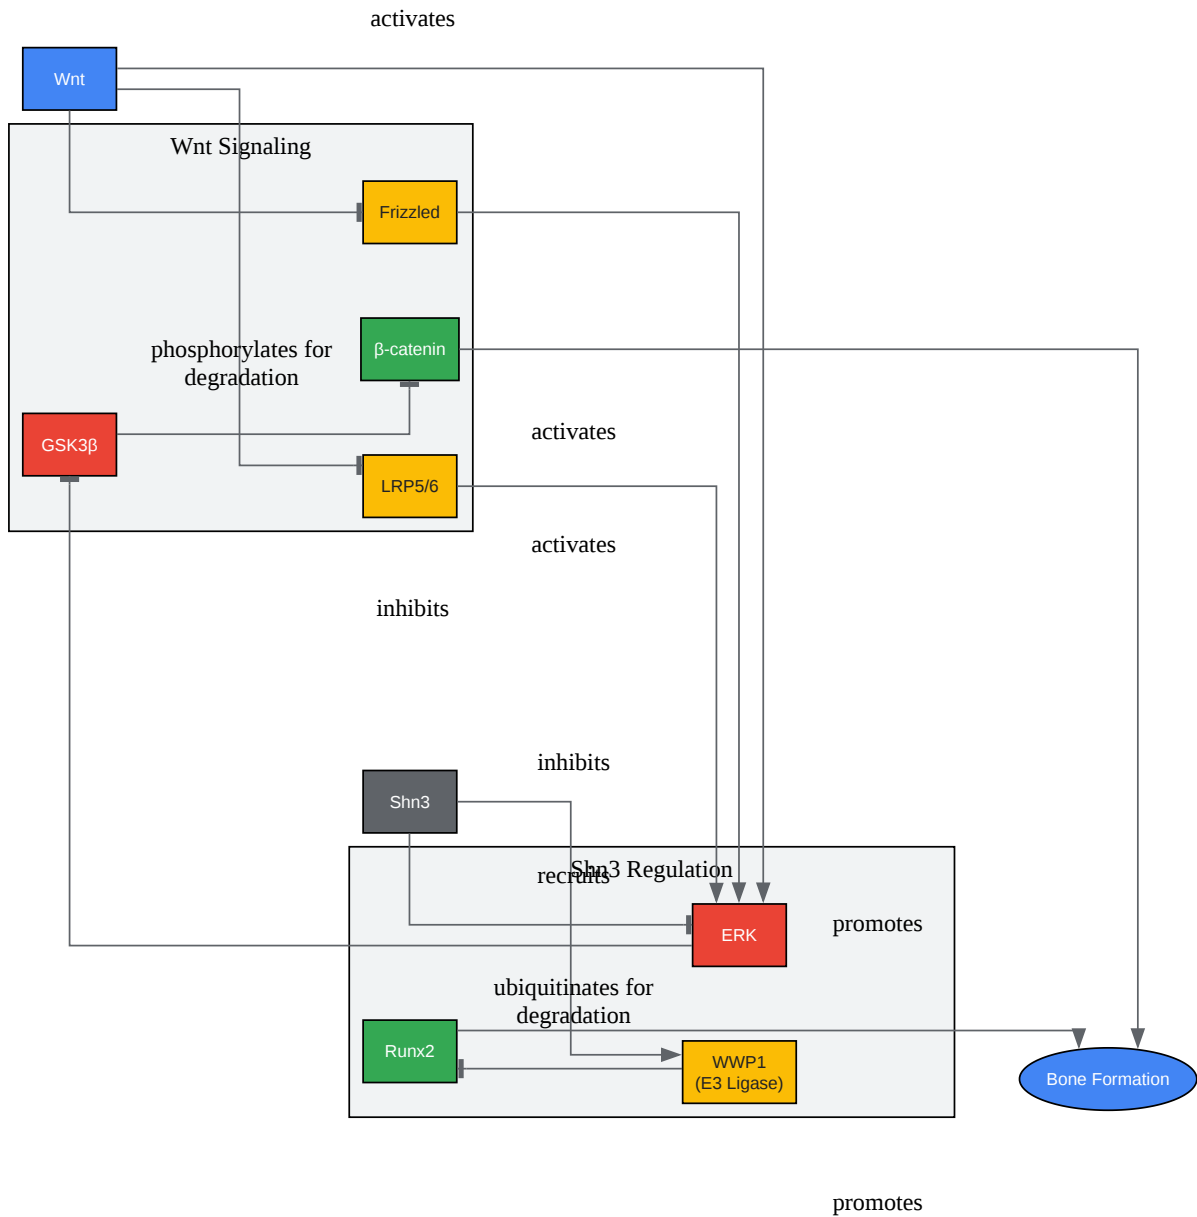 activates
Wnt
Wnt Signaling
Frizzled
phosphorylates for
degradation
β-catenin
GSK3β
activates
LRP5/6
activates
inhibits
inhibits
Shn3
Shn3 Regulation
recruits
promotes
ERK
ubiquitinates for
degradation
Runx2
WWP1
(E3 Ligase)
Bone Formation
promotes